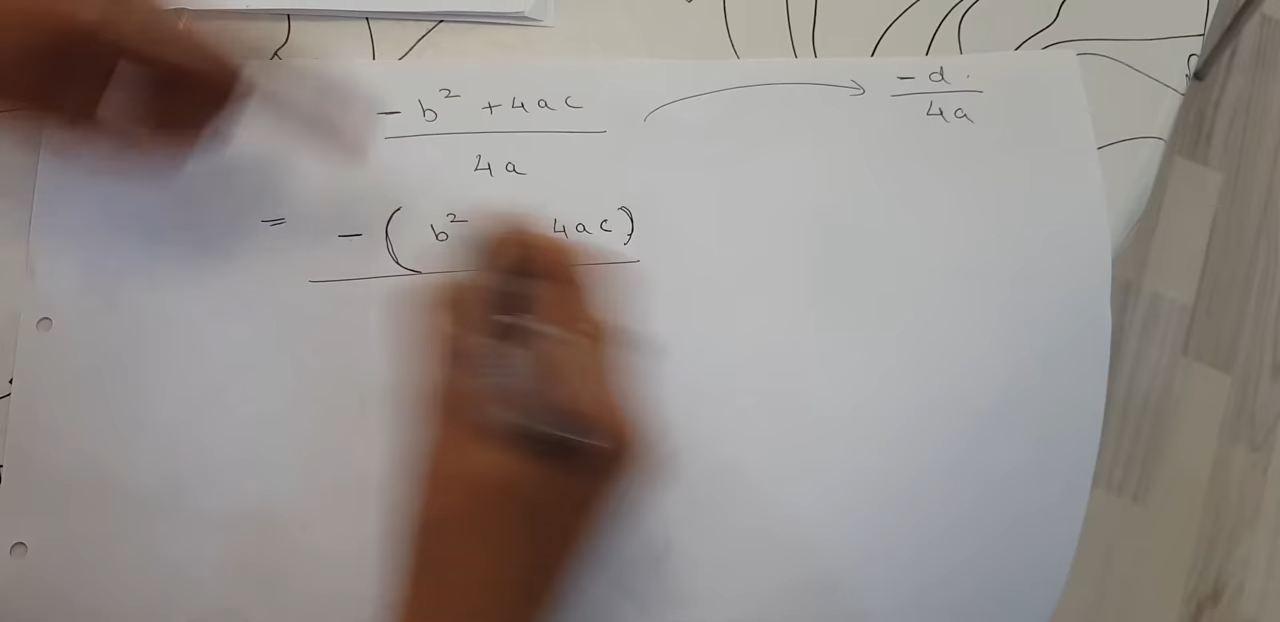 -b² + 4ac → -d.
4a 4a
= -(b² 4ac)